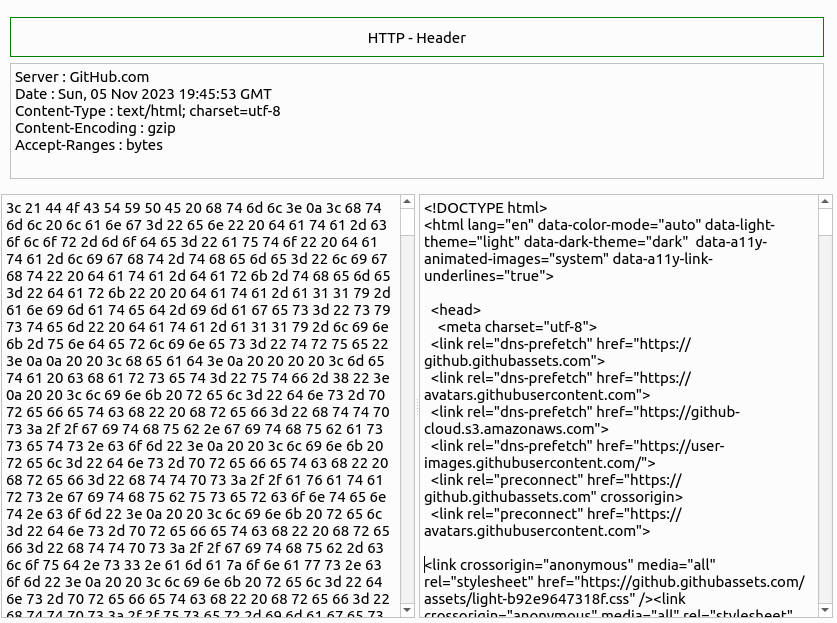 HTTP - Header
Server : GitHub.com
Date : Sun, 05 Nov 2023 19:45:53 GMT
Content-Type : text/html; charset=utf-8
Content-Encoding : gzip
Accept-Ranges : bytes
3c 21 44 4f 43 54 59 50 45 20 68 74 6d 6c 3e 0a 3c 68 74
6d 6c 20 6c 61 6e 67 3d 22 65 6e 22 20 64 61 74 61 2d 63
6f 6c 6f 72 2d 6d 6f 64 65 3d 22 61 75 74 6f 22 20 64 61
74 61 2d 6c 69 67 68 74 2d 74 68 65 6d 65 3d 22 6c 69 67
68 74 22 20 64 61 74 61 2d 64 61 72 6b 2d 74 68 65 6d 65
3d 22 64 61 72 6b 22 20 20 64 61 74 61 2d 61 31 31 79 2d
61 6e 69 6d 61 74 65 64 2d 69 6d 61 67 65 73 3d 22 73 79
73 74 65 6d 22 20 64 61 74 61 2d 61 31 31 79 2d 6c 69 6e
6b 2d 75 6e 64 65 72 6c 69 6e 65 73 3d 22 74 72 75 65 22
3e 0a 0a 20 20 3c 68 65 61 64 3e 0a 20 20 20 20 3c 6d 65
74 61 20 63 68 61 72 73 65 74 3d 22 75 74 66 2d 38 22 3e
0a 20 20 3c 6c 69 6e 6b 20 72 65 6c 3d 22 64 6e 73 2d 70
72 65 66 65 74 63 68 22 20 68 72 65 66 3d 22 68 74 74 70
73 3a 2f 2f 67 69 74 68 75 62 2e 67 69 74 68 75 62 61 73
73 65 74 73 2e 63 6f 6d 22 3e 0a 20 20 3c 6c 69 6e 6b 20
72 65 6c 3d 22 64 6e 73 2d 70 72 65 66 65 74 63 68 22 20
68 72 65 66 3d 22 68 74 74 70 73 3a 2f 2f 61 76 61 74 61
72 73 2e 67 69 74 68 75 62 75 73 65 72 63 6f 6e 74 65 6e
74 2e 63 6f 6d 22 3e 0a 20 20 3c 6c 69 6e 6b 20 72 65 6c
3d 22 64 6e 73 2d 70 72 65 66 65 74 63 68 22 20 68 72 65
66 3d 22 68 74 74 70 73 3a 2f 2f 67 69 74 68 75 62 2d 63
6c 6f 75 64 2e 73 33 2e 61 6d 61 7a 6f 6e 61 77 73 2e 63
6f 6d 22 3e 0a 20 20 3c 6c 69 6e 6b 20 72 65 6c 3d 22 64
6e 73 2d 70 72 65 66 65 74 63 68 22 20 68 72 65 66 3d 22
68 74 74 70 73 3a 2f 2f 75 73 65 72 2d 69 6d 61 67 65 73
<!DOCTYPE html>
<html lang="en" data-color-mode="auto" data-light-
theme="light" data-dark-theme="dark"  data-a11y-
animated-images="system" data-a11y-link-
underlines="true">
<head>
<meta charset="utf-8">
<link rel="dns-prefetch" href="https://
github.githubassets.com">
<link rel="dns-prefetch" href="https://
avatars.githubusercontent.com">
<link rel="dns-prefetch" href="https://github-
cloud.s3.amazonaws.com">
<link rel="dns-prefetch" href="https://user-
images.githubusercontent.com/">
<link rel="preconnect" href="https://
github.githubassets.com" crossorigin>
<link rel="preconnect" href="https://
avatars.githubusercontent.com">
<link crossorigin="anonymous" media="all"
rel="stylesheet" href="https://github.githubassets.com/
assets/light-b92e9647318f.css" /><link
crossorigin="anonymous" media="all" rel="stylesheet"